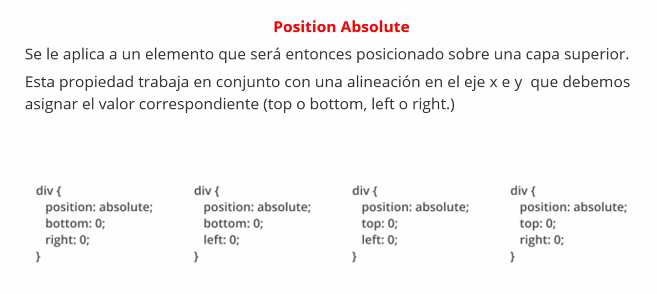 Position Absolute
Se le aplica a un elemento que será entonces posicionado sobre una capa superior.
Esta propiedad trabaja en conjunto con una alineación en el eje x e y  que debemos
asignar el valor correspondiente (top o bottom, left o right.)
div {
position: absolute;
bottom: 0;
right: 0;
}
div {
position: absolute;
bottom: 0;
left: 0;
}
div {
position: absolute;
top: 0;
left: 0;
}
div {
position: absolute;
top: 0;
right: 0;
}